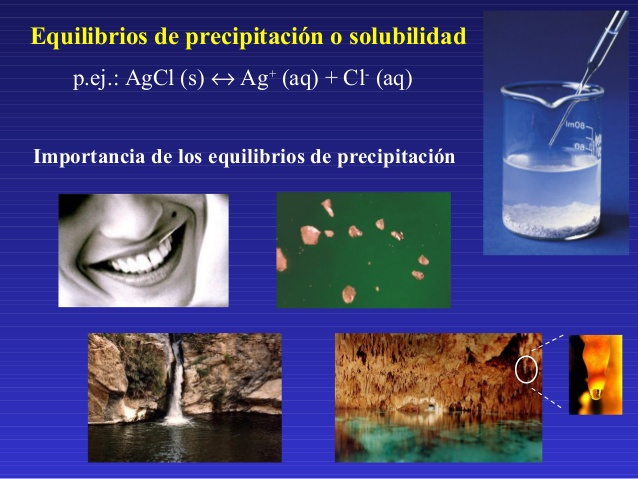 Equilibrios de precipitación o solubilidad
p.ej.: AgCl (s) ↔ Ag⁺ (aq) + Cl⁻ (aq)
Importancia de los equilibrios de precipitación